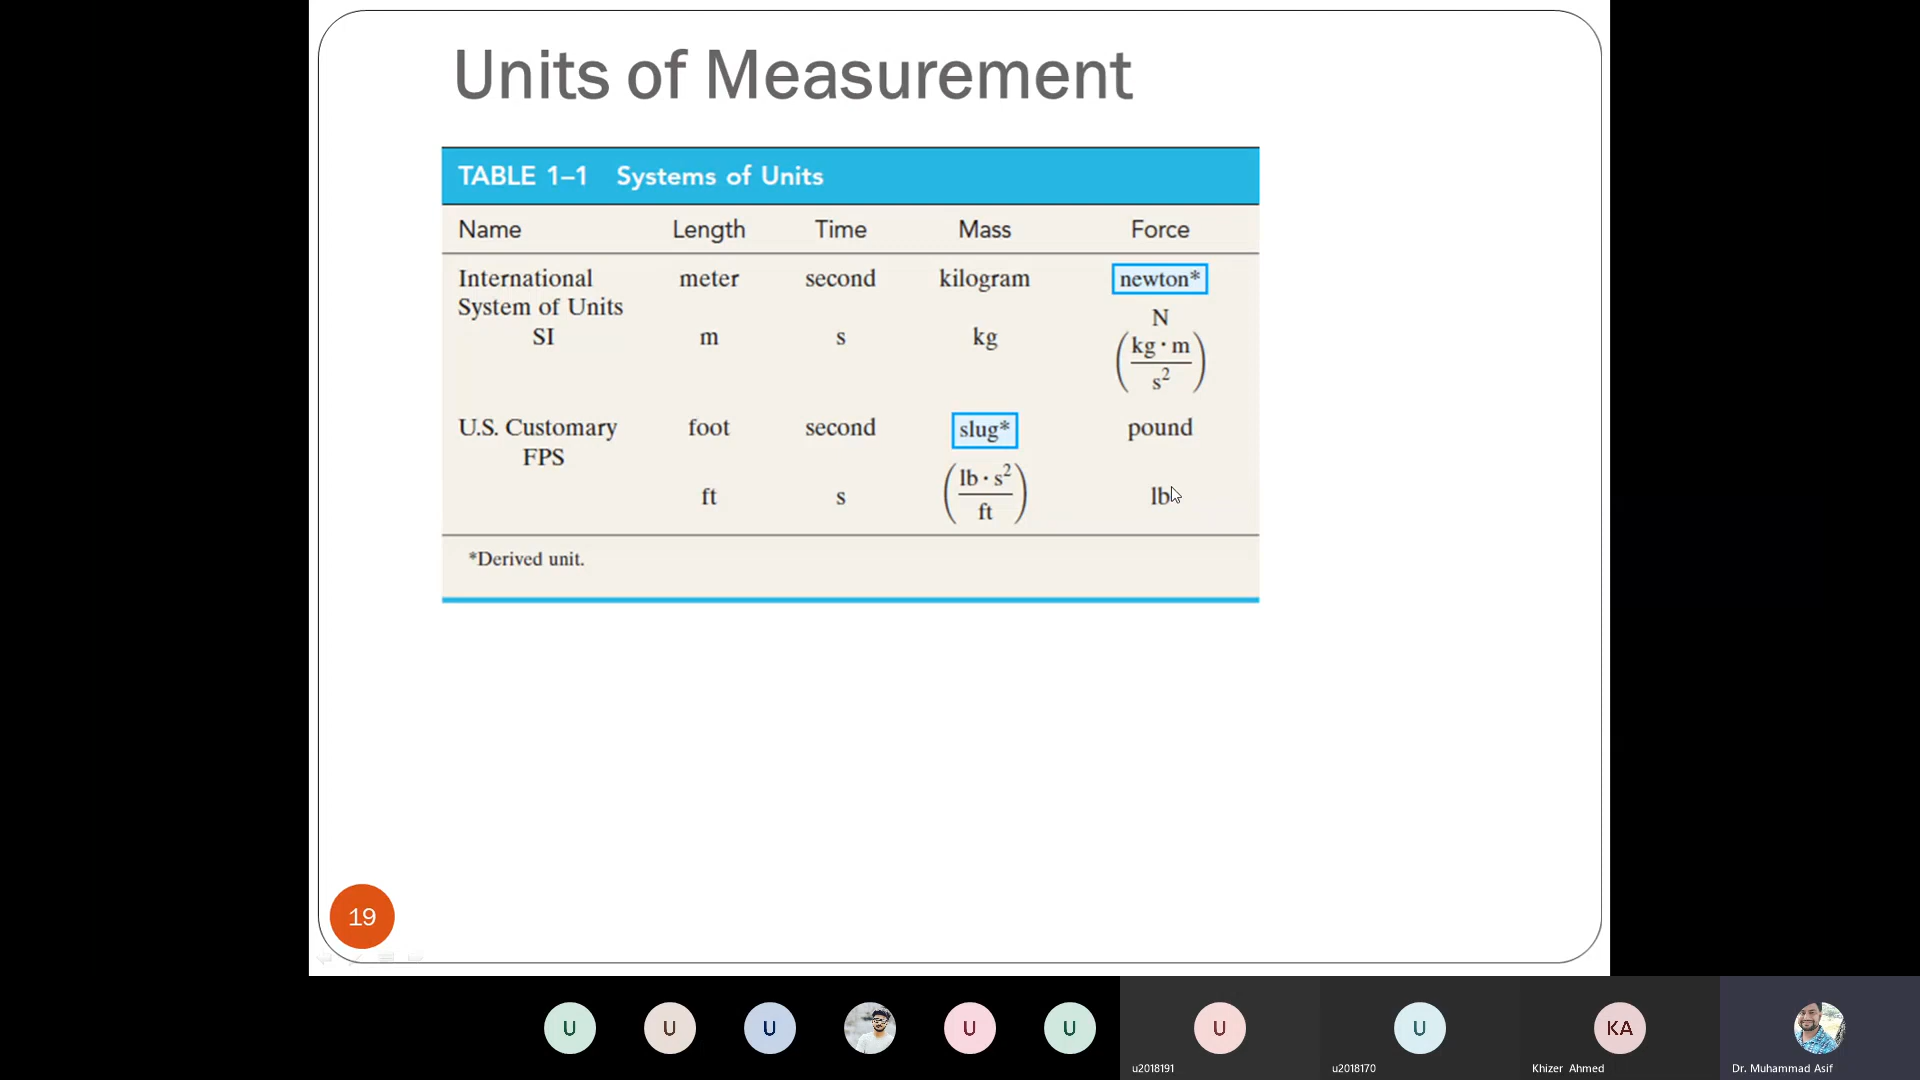 Units of Measurement
TABLE 1–1 Systems of Units
Name Length Time Mass Force
International meter second kilogram newton*
System of Units N
SI m s kg (kg · m / s²)
U.S. Customary foot second slug* pound
FPS
ft s (lb · s² / ft) lb
*Derived unit.
19
U U U U U U U KA
u2018191 u2018170 Khizer Ahmed Dr. Muhammad Asif